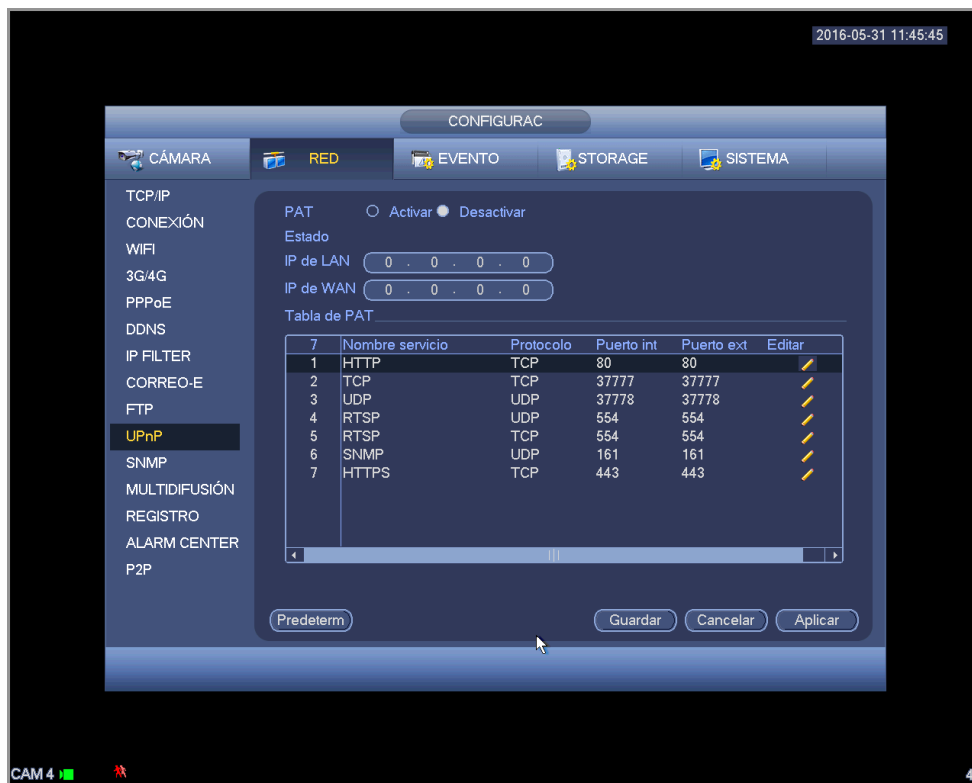 2016-05-31 11:45:45
CONFIGURAC
CÁMARA RED EVENTO STORAGE SISTEMA
TCP/IP
CONEXIÓN
WIFI
3G/4G
PPPoE
DDNS
IP FILTER
CORREO-E
FTP
UPnP
SNMP
MULTIDIFUSIÓN
REGISTRO
ALARM CENTER
P2P
PAT Activar Desactivar
Estado
IP de LAN 0 . 0 . 0 . 0
IP de WAN 0 . 0 . 0 . 0
Tabla de PAT
7 Nombre servicio Protocolo Puerto int Puerto ext Editar
1 HTTP TCP 80 80
2 TCP TCP 37777 37777
3 UDP UDP 37778 37778
4 RTSP UDP 554 554
5 RTSP TCP 554 554
6 SNMP UDP 161 161
7 HTTPS TCP 443 443
Predeterm Guardar Cancelar Aplicar
CAM 4